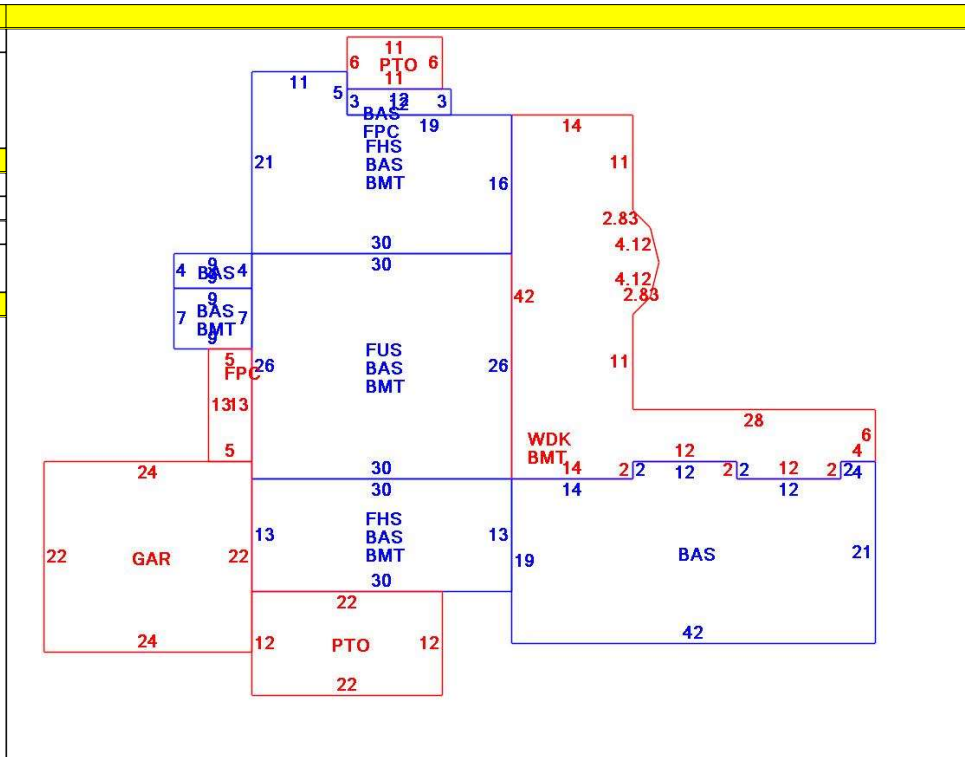 11
6 PTO 6
11
11
5 3 12 3
12
BAS
FPC 19
14
FHS
21 BAS 11
BMT 16
2.83
30
4.12
30
4 9 BAS 4
9
42
4.12
2.83
9
7 BAS 7
BMT
9
FUS
5 26 BAS 26 11
FPC BMT
13 13
28
WDK
6
BMT
5
12 4
24 30 14 2 2 12 2 2 12 2 2 4
30 14 12
FHS
13 BAS 13
BMT
22 GAR 22 19 BAS 21
30
22
42
24 12 PTO 12
22